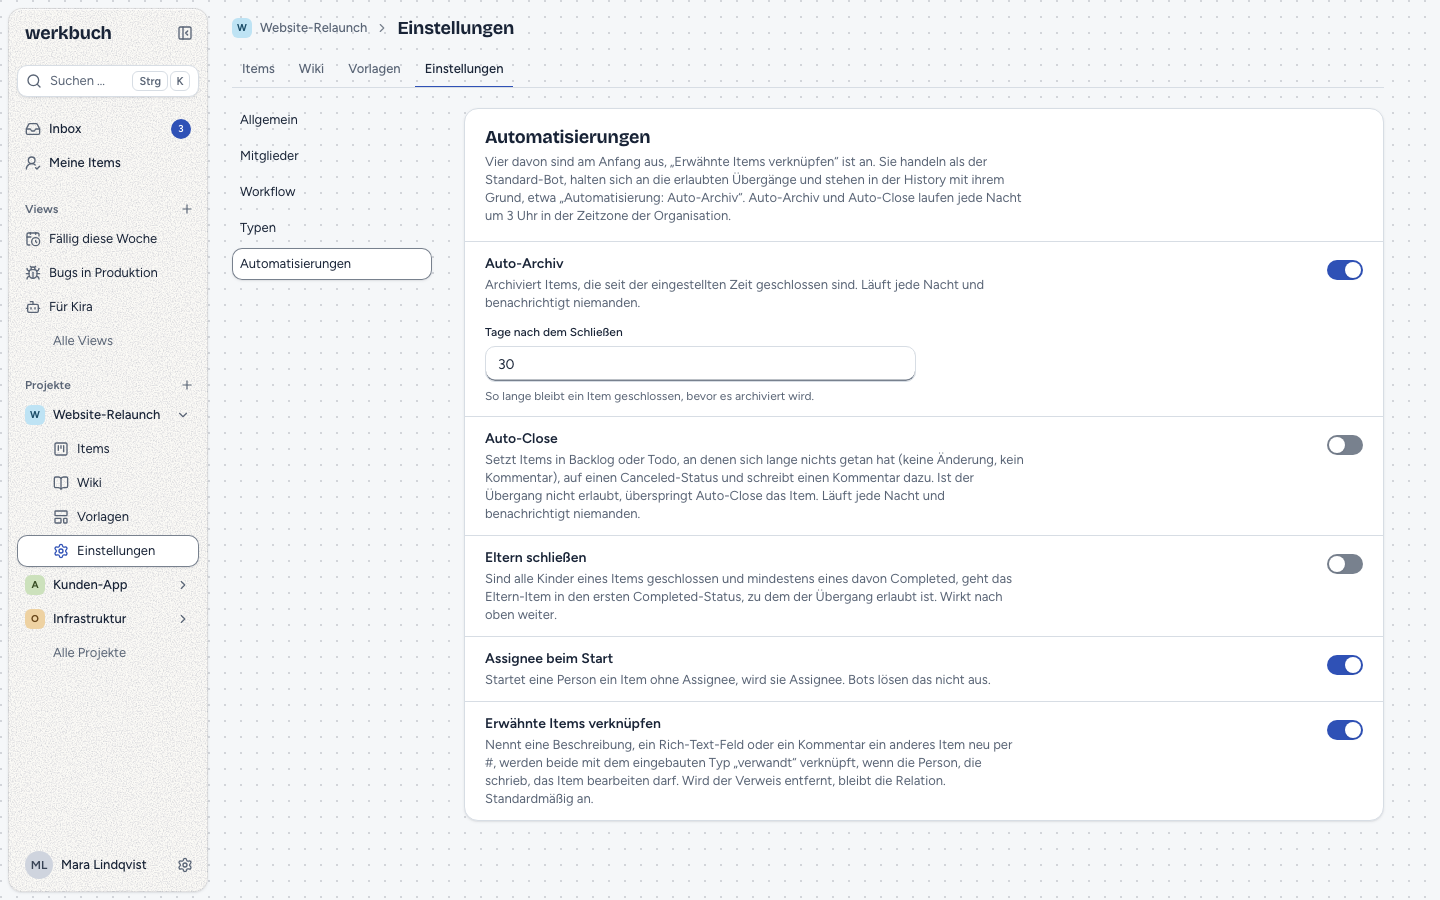 werkbuch
Suchen ... Strg K
Inbox 3
Meine Items
Views
Fällig diese Woche
Bugs in Produktion
Für Kira
Alle Views
Projekte
W Website-Relaunch
Items
Wiki
Vorlagen
Einstellungen
A Kunden-App
O Infrastruktur
Alle Projekte
ML Mara Lindqvist
W Website-Relaunch > Einstellungen
Items Wiki Vorlagen Einstellungen
Allgemein
Mitglieder
Workflow
Typen
Automatisierungen
Automatisierungen
Vier davon sind am Anfang aus, „Erwähnte Items verknüpfen“ ist an. Sie handeln als der
Standard-Bot, halten sich an die erlaubten Übergänge und stehen in der History mit ihrem
Grund, etwa „Automatisierung: Auto-Archiv“. Auto-Archiv und Auto-Close laufen jede Nacht
um 3 Uhr in der Zeitzone der Organisation.
Auto-Archiv
Archiviert Items, die seit der eingestellten Zeit geschlossen sind. Läuft jede Nacht und
benachrichtigt niemanden.
Tage nach dem Schließen
30
So lange bleibt ein Item geschlossen, bevor es archiviert wird.
Auto-Close
Setzt Items in Backlog oder Todo, an denen sich lange nichts getan hat (keine Änderung, kein
Kommentar), auf einen Canceled-Status und schreibt einen Kommentar dazu. Ist der
Übergang nicht erlaubt, überspringt Auto-Close das Item. Läuft jede Nacht und
benachrichtigt niemanden.
Eltern schließen
Sind alle Kinder eines Items geschlossen und mindestens eines davon Completed, geht das
Eltern-Item in den ersten Completed-Status, zu dem der Übergang erlaubt ist. Wirkt nach
oben weiter.
Assignee beim Start
Startet eine Person ein Item ohne Assignee, wird sie Assignee. Bots lösen das nicht aus.
Erwähnte Items verknüpfen
Nennt eine Beschreibung, ein Rich-Text-Feld oder ein Kommentar ein anderes Item neu per
#, werden beide mit dem eingebauten Typ „verwandt“ verknüpft, wenn die Person, die
schrieb, das Item bearbeiten darf. Wird der Verweis entfernt, bleibt die Relation.
Standardmäßig an.